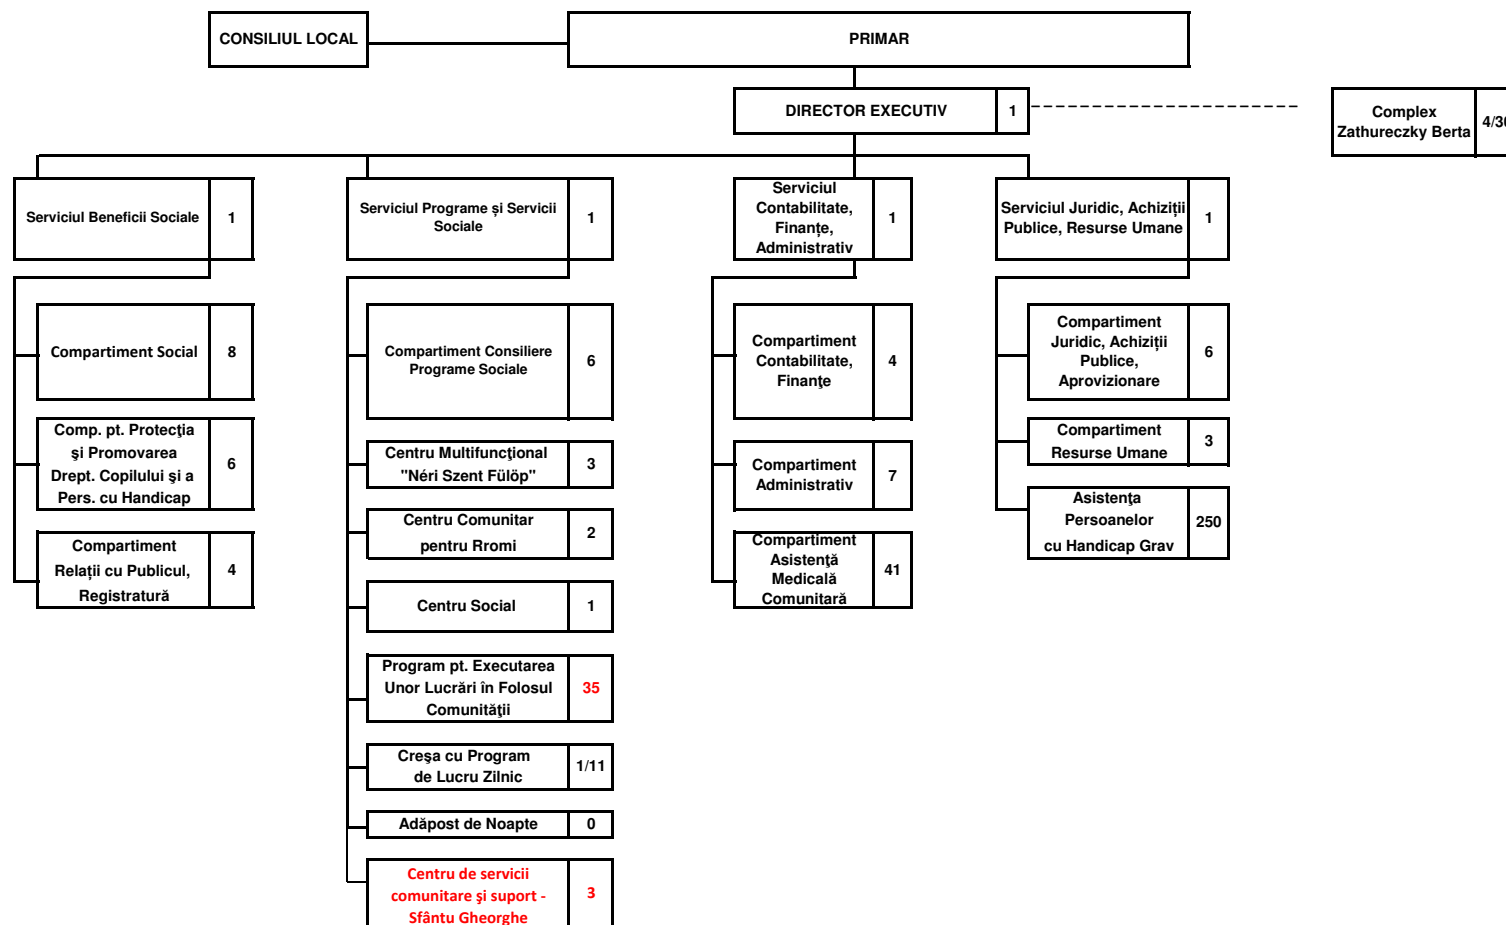 CONSILIUL LOCAL
PRIMAR
DIRECTOR EXECUTIV
1
Complex
Zathureczky Berta
Serviciul Beneficii Sociale
1
Serviciul Programe și Servicii
Sociale
1
Serviciul
Contabilitate,
Finanțe,
Administrativ
1
Serviciul Juridic, Achiziții
Publice, Resurse Umane
1
Compartiment Social
8
Comp. pt. Protecţia
şi Promovarea
Drept. Copilului şi a
Pers. cu Handicap
6
Compartiment
Relații cu Publicul,
Registratură
4
Compartiment Consiliere
Programe Sociale
6
Centru Multifuncţional
"Néri Szent Fülöp"
3
Centru Comunitar
pentru Rromi
2
Centru Social
1
Program pt. Executarea
Unor Lucrări în Folosul
Comunităţii
35
Creşa cu Program
de Lucru Zilnic
1/11
Adăpost de Noapte
0
Centru de servicii
comunitare şi suport -
Sfântu Gheorghe
3
Compartiment
Contabilitate,
Finanţe
4
Compartiment
Administrativ
7
Compartiment
Asistenţă
Medicală
Comunitară
41
Compartiment
Juridic, Achiziții
Publice,
Aprovizionare
6
Compartiment
Resurse Umane
3
Asistenţa
Persoanelor
cu Handicap Grav
250